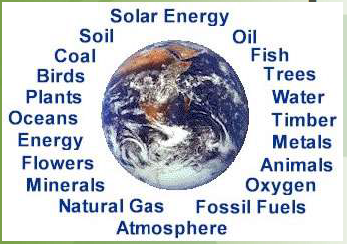 Solar Energy
Soil
Oil
Coal
Fish
Birds
Trees
Plants
Water
Oceans
Timber
Energy
Metals
Flowers
Animals
Minerals
Oxygen
Natural Gas
Fossil Fuels
Atmosphere